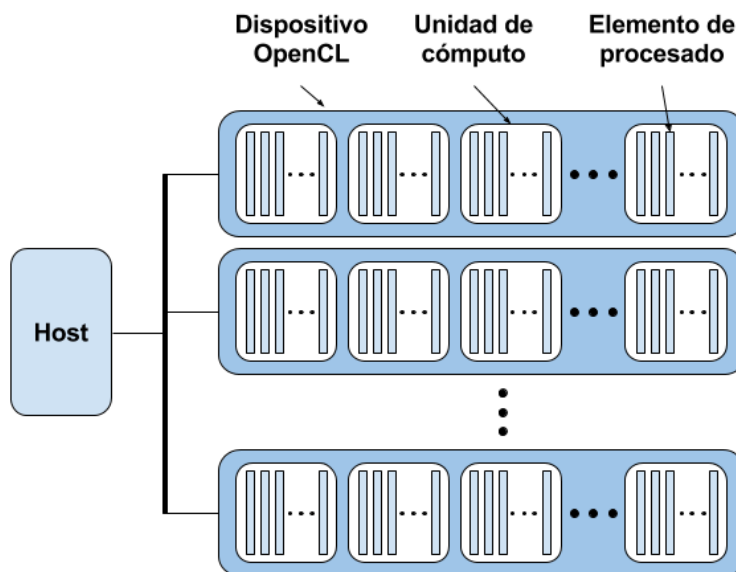 Dispositivo
OpenCL
Unidad de
cómputo
Elemento de
procesado
Host